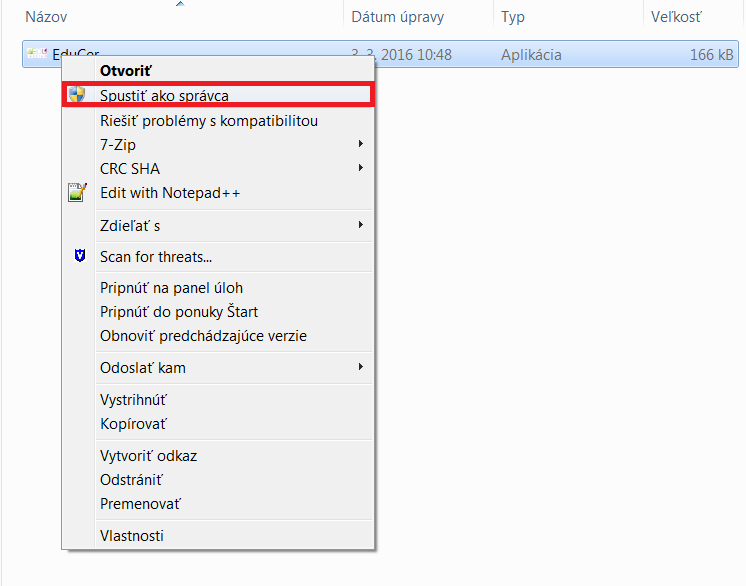 Názov Dátum úpravy Typ Veľkosť
EduCer 3. 2. 2016 10:48 Aplikácia 166 kB
Otvoriť
Spustiť ako správca
Riešiť problémy s kompatibilitou
7-Zip
CRC SHA
Edit with Notepad++
Zdieľať s
Scan for threats...
Pripnúť na panel úloh
Pripnúť do ponuky Štart
Obnoviť predchádzajúce verzie
Odoslať kam
Vystrihnúť
Kopírovať
Vytvoriť odkaz
Odstrániť
Premenovať
Vlastnosti